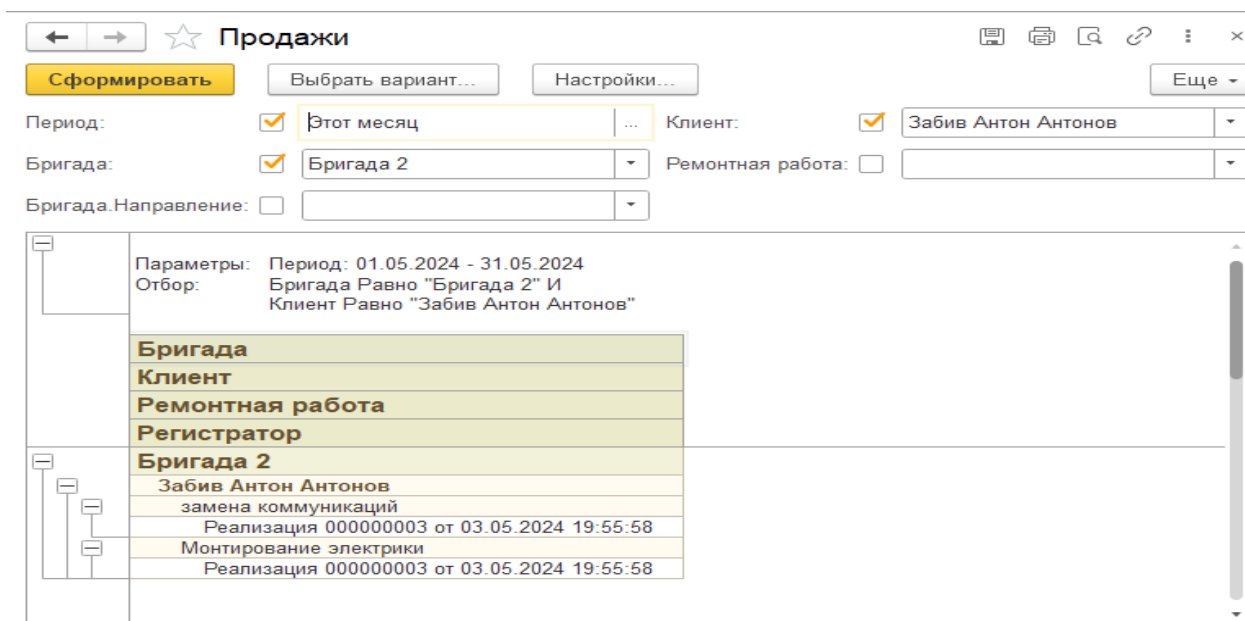 Продажи
Сформировать Выбрать вариант... Настройки... Еще
Период: Этот месяц ... Клиент: Забив Антон Антонов
Бригада: Бригада 2 Ремонтная работа:
Бригада.Направление:
Параметры: Период: 01.05.2024 - 31.05.2024
Отбор: Бригада Равно "Бригада 2" И
Клиент Равно "Забив Антон Антонов"
Бригада
Клиент
Ремонтная работа
Регистратор
Бригада 2
Забив Антон Антонов
замена коммуникаций
Реализация 000000003 от 03.05.2024 19:55:58
Монтирование электрики
Реализация 000000003 от 03.05.2024 19:55:58